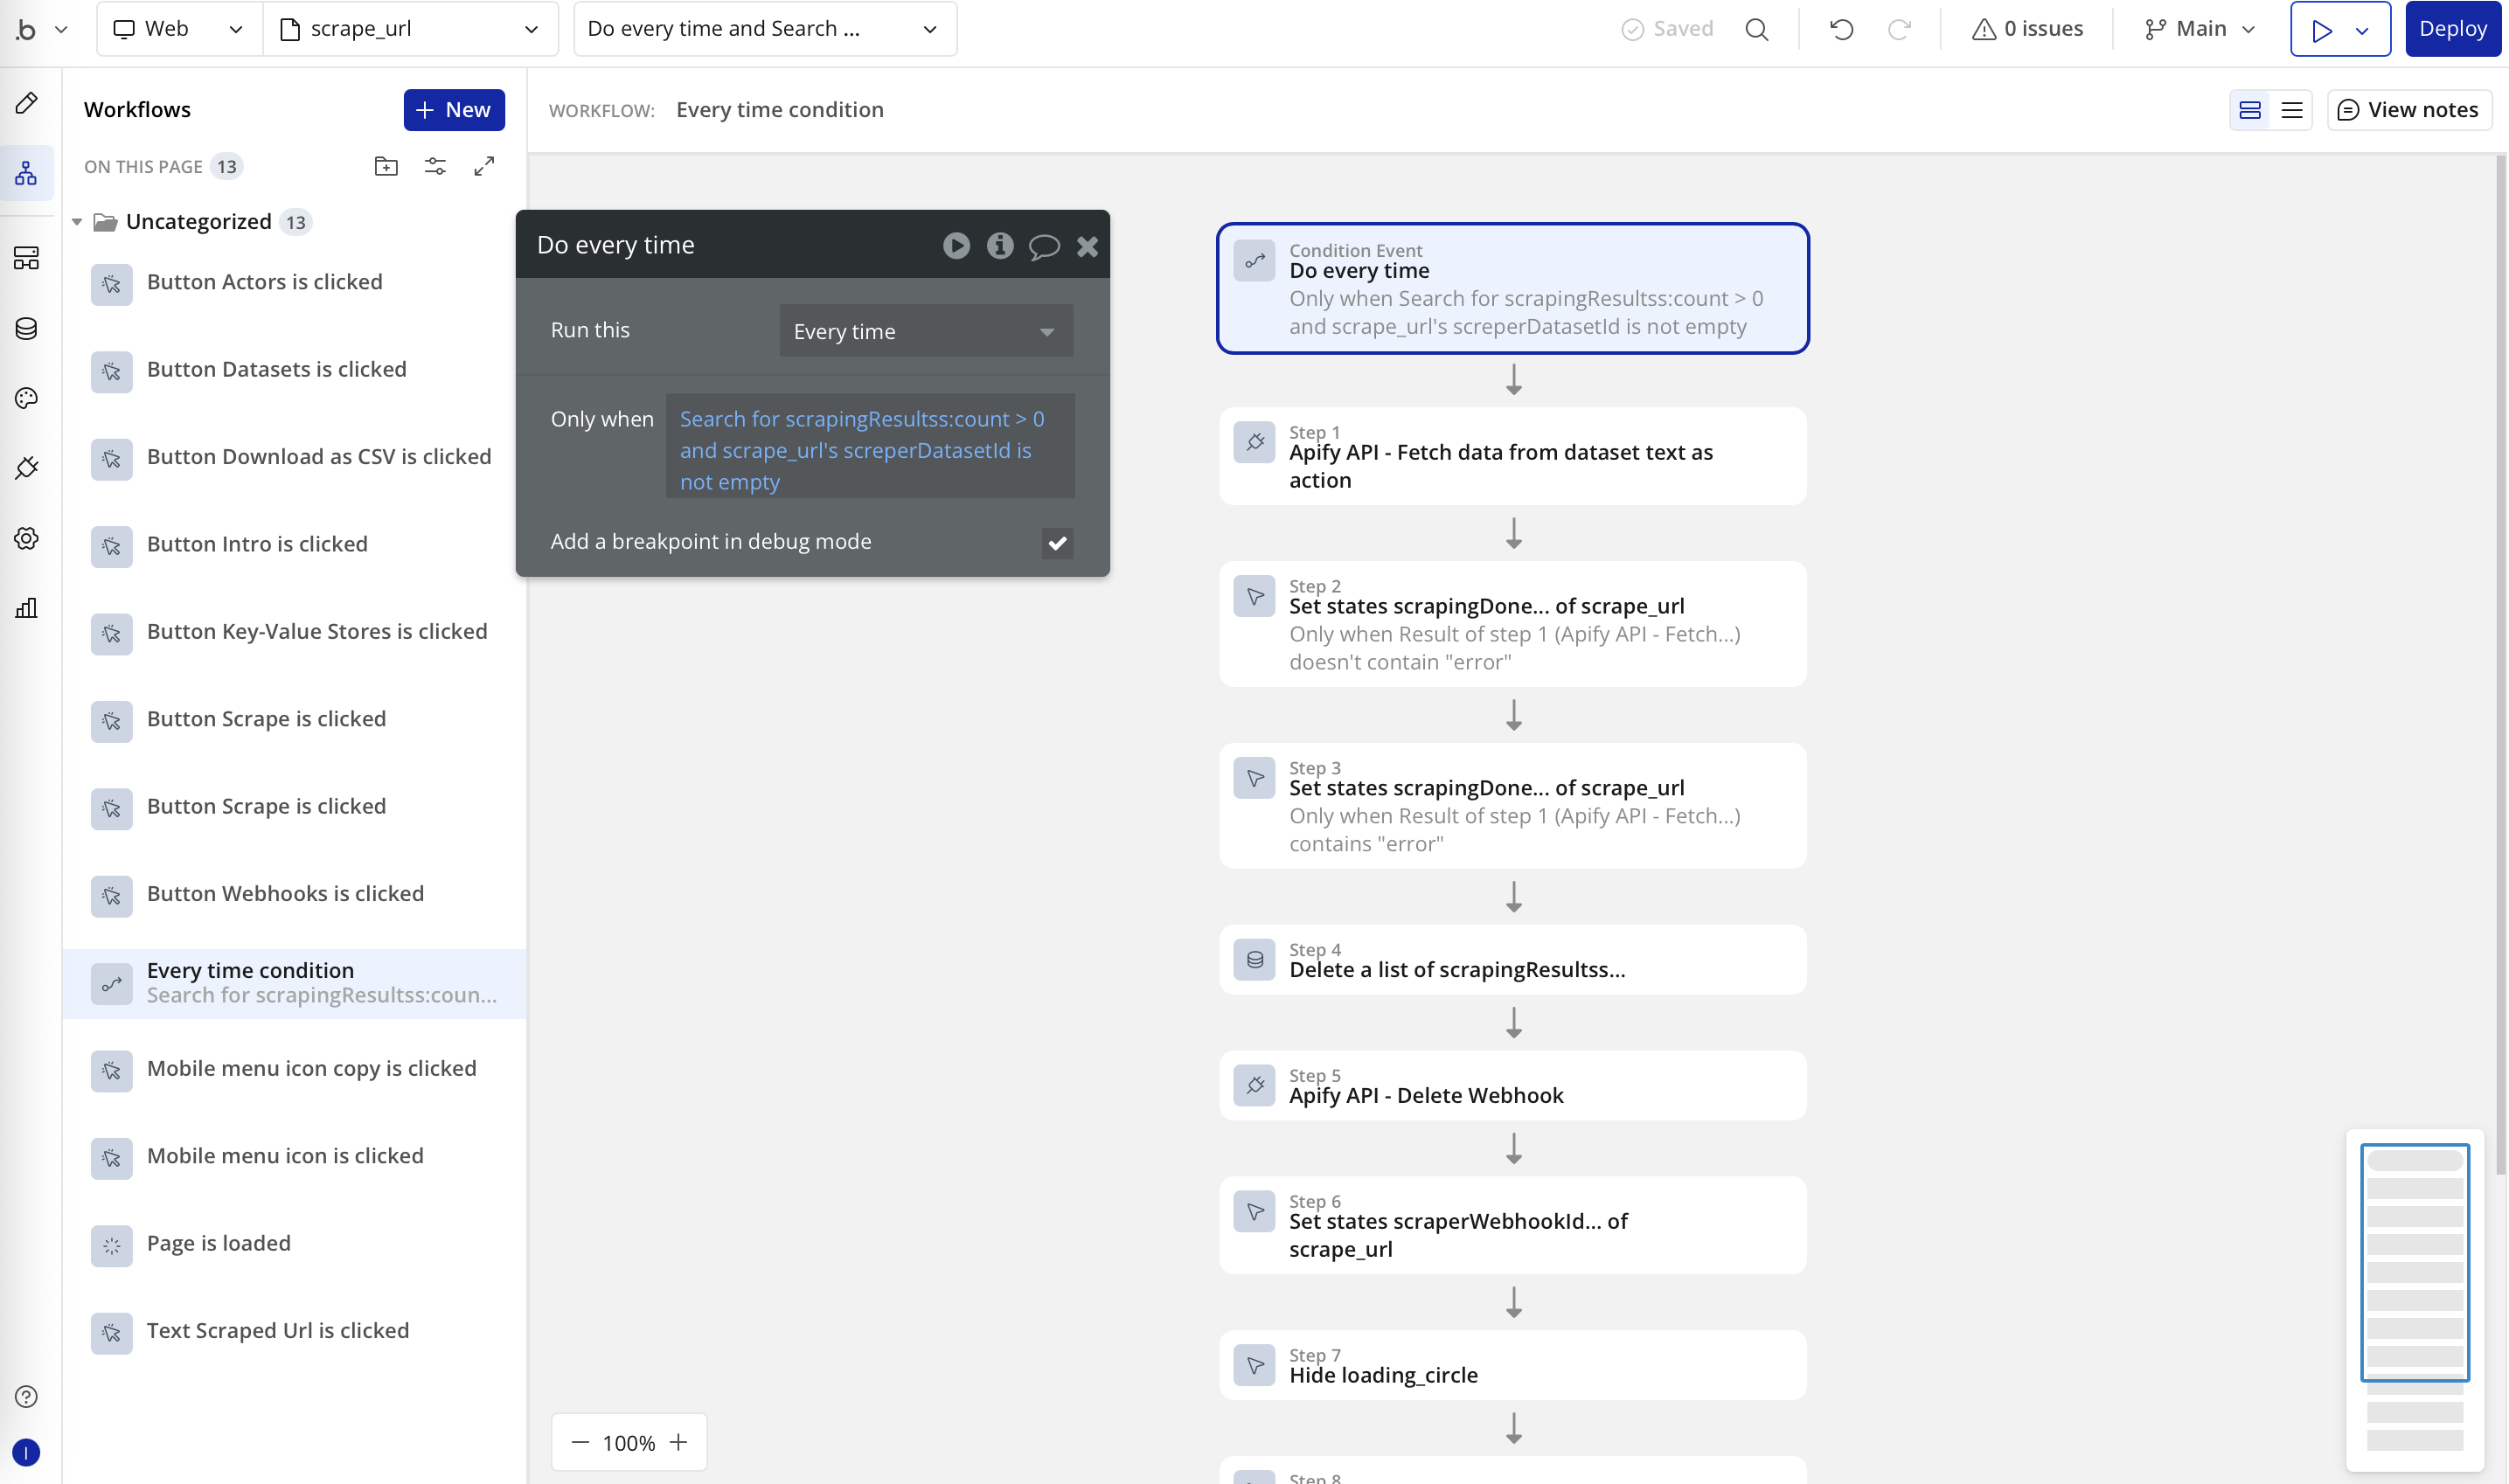 .b
Web
scrape_url
Do every time and Search ...
Saved
0 issues
Main
Deploy
Workflows
+ New
ON THIS PAGE 13
Uncategorized 13
Button Actors is clicked
Button Datasets is clicked
Button Download as CSV is clicked
Button Intro is clicked
Button Key-Value Stores is clicked
Button Scrape is clicked
Button Scrape is clicked
Button Webhooks is clicked
Every time condition
Search for scrapingResultss:coun...
Mobile menu icon copy is clicked
Mobile menu icon is clicked
Page is loaded
Text Scraped Url is clicked
I
WORKFLOW: Every time condition
View notes
Do every time
Run this
Every time
Only when
Search for scrapingResultss:count > 0
and scrape_url's screperDatasetId is
not empty
Add a breakpoint in debug mode
Condition Event
Do every time
Only when Search for scrapingResultss:count > 0
and scrape_url's screperDatasetId is not empty
Step 1
Apify API - Fetch data from dataset text as
action
Step 2
Set states scrapingDone... of scrape_url
Only when Result of step 1 (Apify API - Fetch...)
doesn't contain "error"
Step 3
Set states scrapingDone... of scrape_url
Only when Result of step 1 (Apify API - Fetch...)
contains "error"
Step 4
Delete a list of scrapingResultss...
Step 5
Apify API - Delete Webhook
Step 6
Set states scraperWebhookId... of
scrape_url
Step 7
Hide loading_circle
Step 8
100%